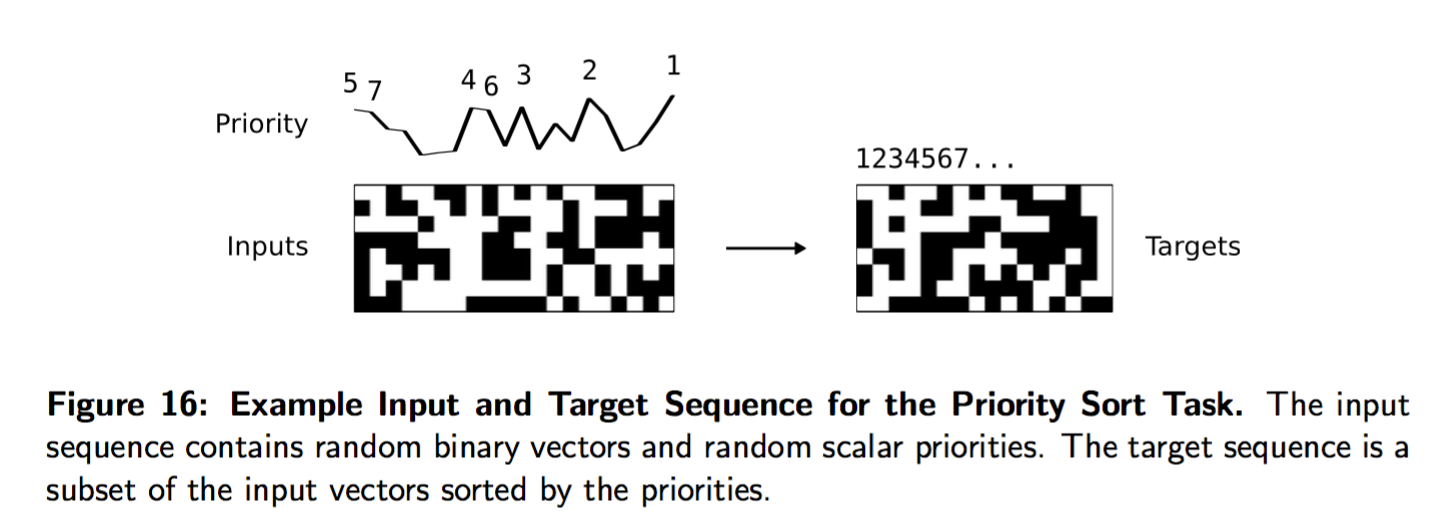 5 7 4 6 3 2 1
Priority
1234567...
Inputs
Targets
Figure 16: Example Input and Target Sequence for the Priority Sort Task. The input
sequence contains random binary vectors and random scalar priorities. The target sequence is a
subset of the input vectors sorted by the priorities.